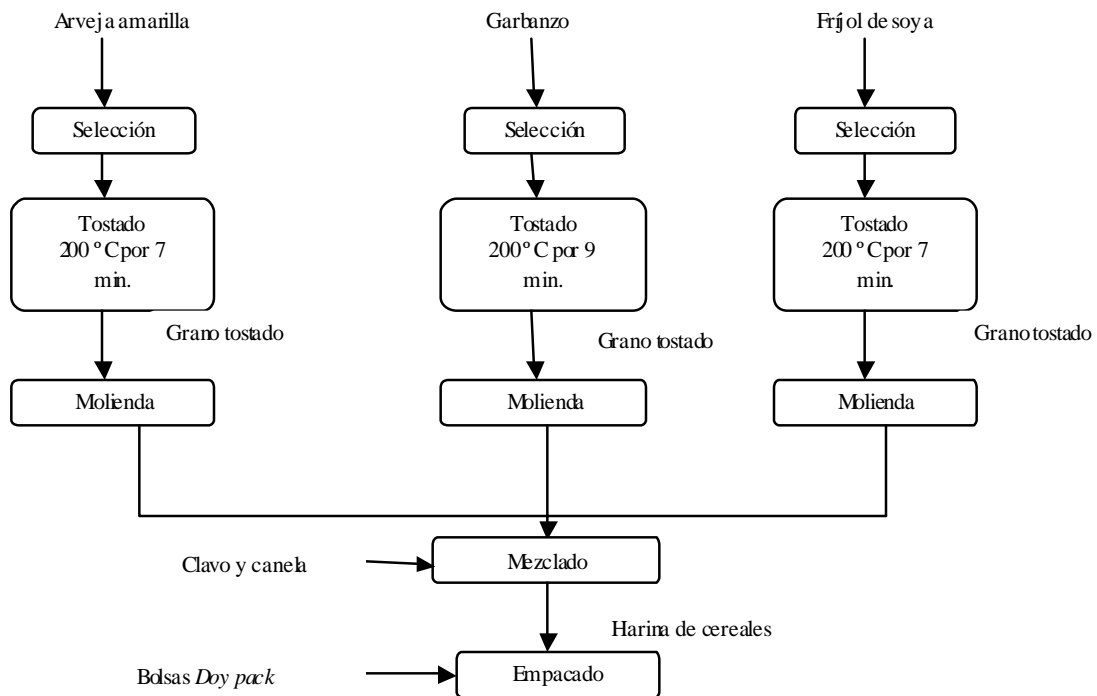 Arveja amarilla
Garbanzo
Fríjol de soya
Selección
Selección
Selección
Tostado
200 º C por 7
min.
Tostado
200 º C por 9
min.
Tostado
200 º C por 7
min.
Grano tostado
Grano tostado
Grano tostado
Molienda
Molienda
Molienda
Clavo y canela
Mezclado
Harina de cereales
Bolsas Doy pack
Empacado